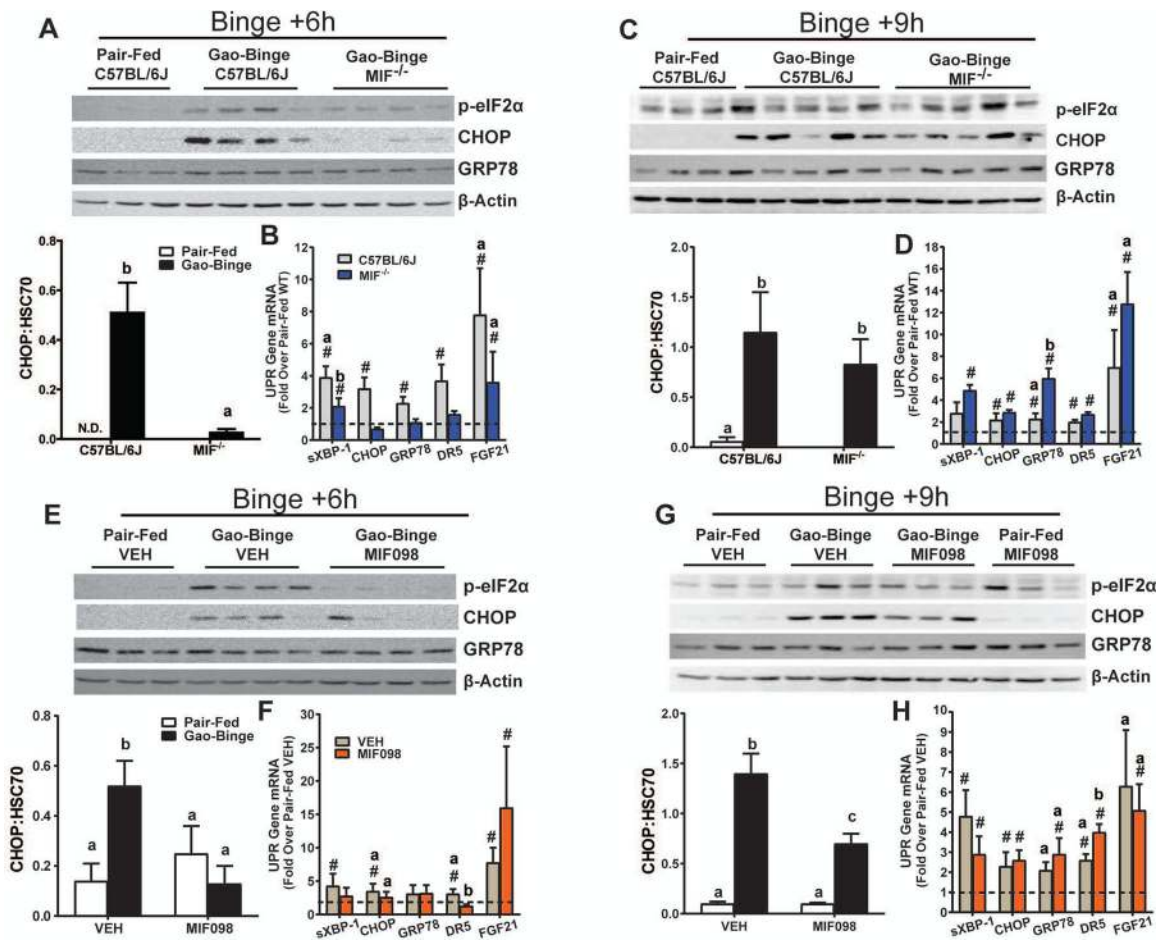 A
Binge +6h
Pair-Fed C57BL/6J
Gao-Binge C57BL/6J
Gao-Binge MIF-/-
p-eIF2α
CHOP
GRP78
β-Actin
CHOP:HSC70
0.8
0.6
0.4
0.2
0.0
Pair-Fed
Gao-Binge
N.D.
b
a
C57BL/6J
MIF-/-
B
UPR Gene mRNA
(Fold Over Pair-Fed WT)
12
10
8
6
4
2
0
C57BL/6J
MIF-/-
a
#
b
#
#
#
#
a
#
a
#
sXBP-1
CHOP
GRP78
DR5
FGF21
C
Binge +9h
Pair-Fed C57BL/6J
Gao-Binge C57BL/6J
Gao-Binge MIF-/-
p-eIF2α
CHOP
GRP78
β-Actin
CHOP:HSC70
2.0
1.5
1.0
0.5
0.0
a
b
b
C57BL/6J
MIF-/-
D
UPR Gene mRNA
(Fold Over Pair-Fed WT)
18
16
14
12
10
8
6
4
2
0
#
# #
a
#
b
#
# #
a
#
a
#
sXBP-1
CHOP
GRP78
DR5
FGF21
E
Binge +6h
Pair-Fed VEH
Gao-Binge VEH
Gao-Binge MIF098
p-eIF2α
CHOP
GRP78
β-Actin
CHOP:HSC70
0.8
0.6
0.4
0.2
0.0
Pair-Fed
Gao-Binge
a
b
a
a
VEH
MIF098
F
UPR Gene mRNA
(Fold Over Pair-Fed VEH)
30
25
20
15
10
5
0
VEH
MIF098
#
a
#
a
a
#
b
#
#
sXBP-1
CHOP
GRP78
DR5
FGF21
G
Binge +9h
Pair-Fed VEH
Gao-Binge VEH
Gao-Binge MIF098
Pair-Fed MIF098
p-eIF2α
CHOP
GRP78
β-Actin
CHOP:HSC70
2.0
1.5
1.0
0.5
0.0
a
b
a
c
VEH
MIF098
H
UPR Gene mRNA
(Fold Over Pair-Fed VEH)
10
9
8
7
6
5
4
3
2
1
0
#
#
# #
a
a
#
a
#
b
#
a
a
#
sXBP-1
CHOP
GRP78
DR5
FGF21